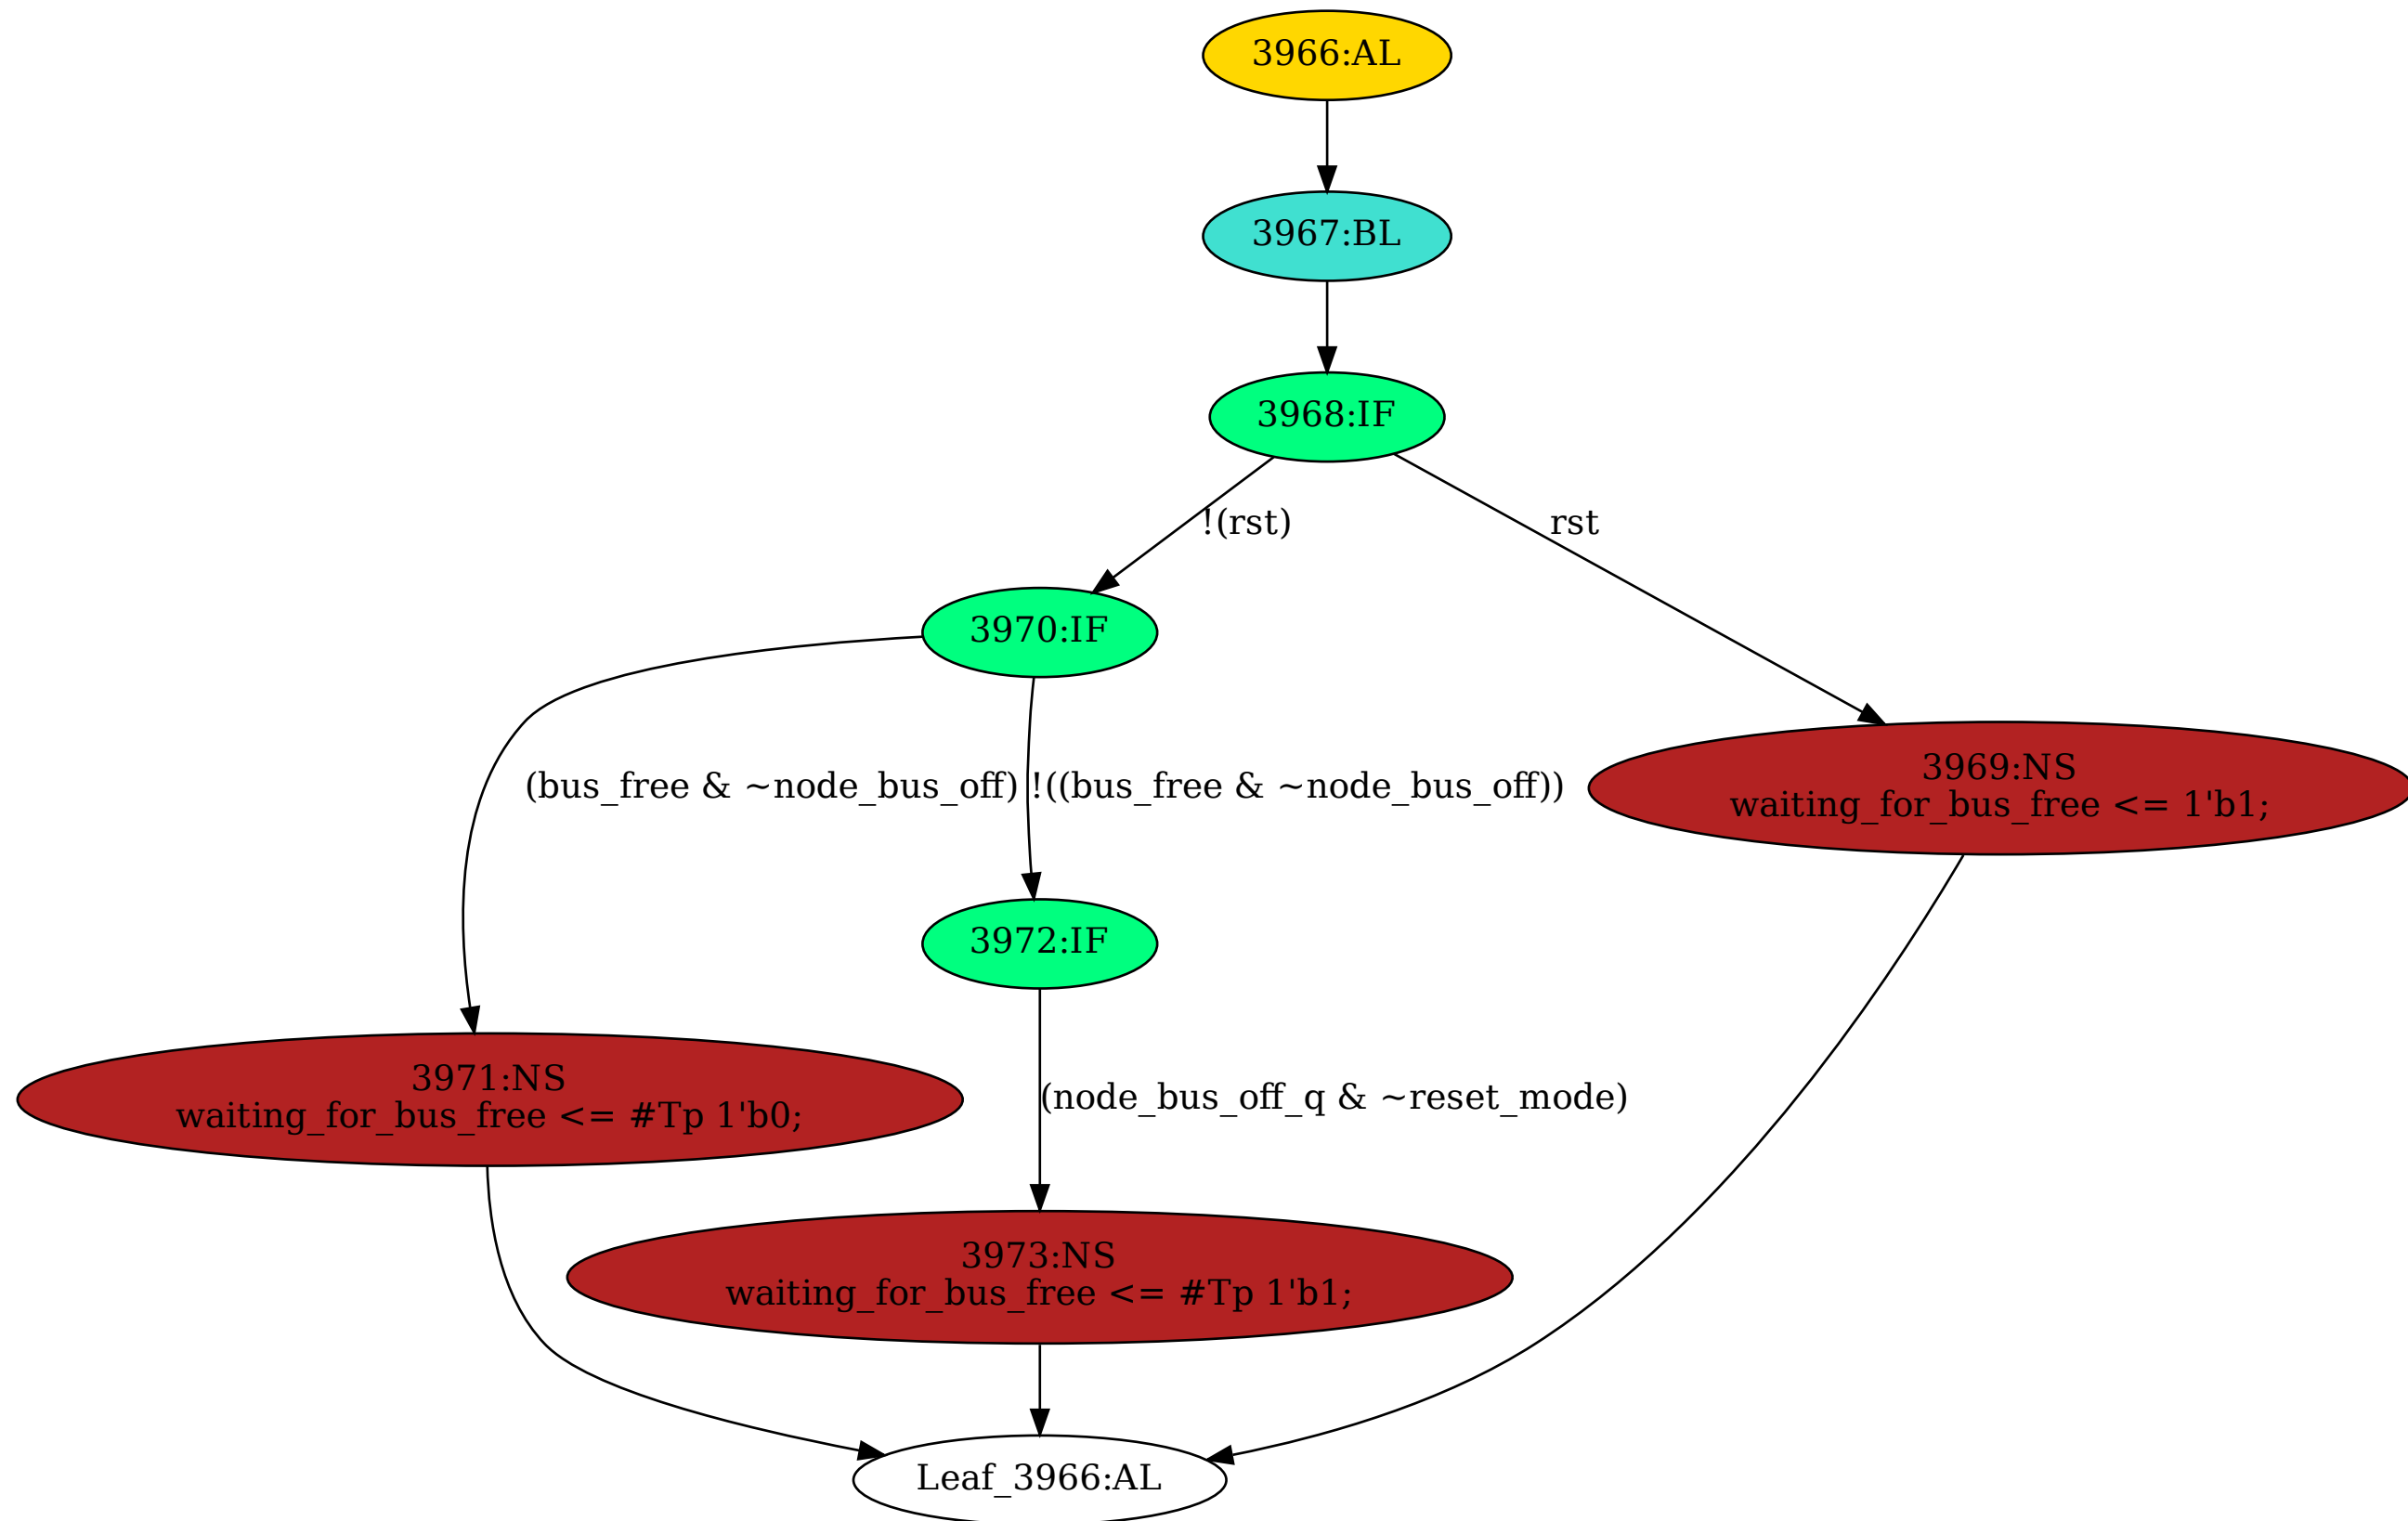 3966:AL
3967:BL
3968:IF
!(rst)
rst
3970:IF
(bus_free & ~node_bus_off)
!((bus_free & ~node_bus_off))
3969:NS
waiting_for_bus_free <= 1'b1;
3972:IF
3971:NS
waiting_for_bus_free <= #Tp 1'b0;
(node_bus_off_q & ~reset_mode)
3973:NS
waiting_for_bus_free <= #Tp 1'b1;
Leaf_3966:AL